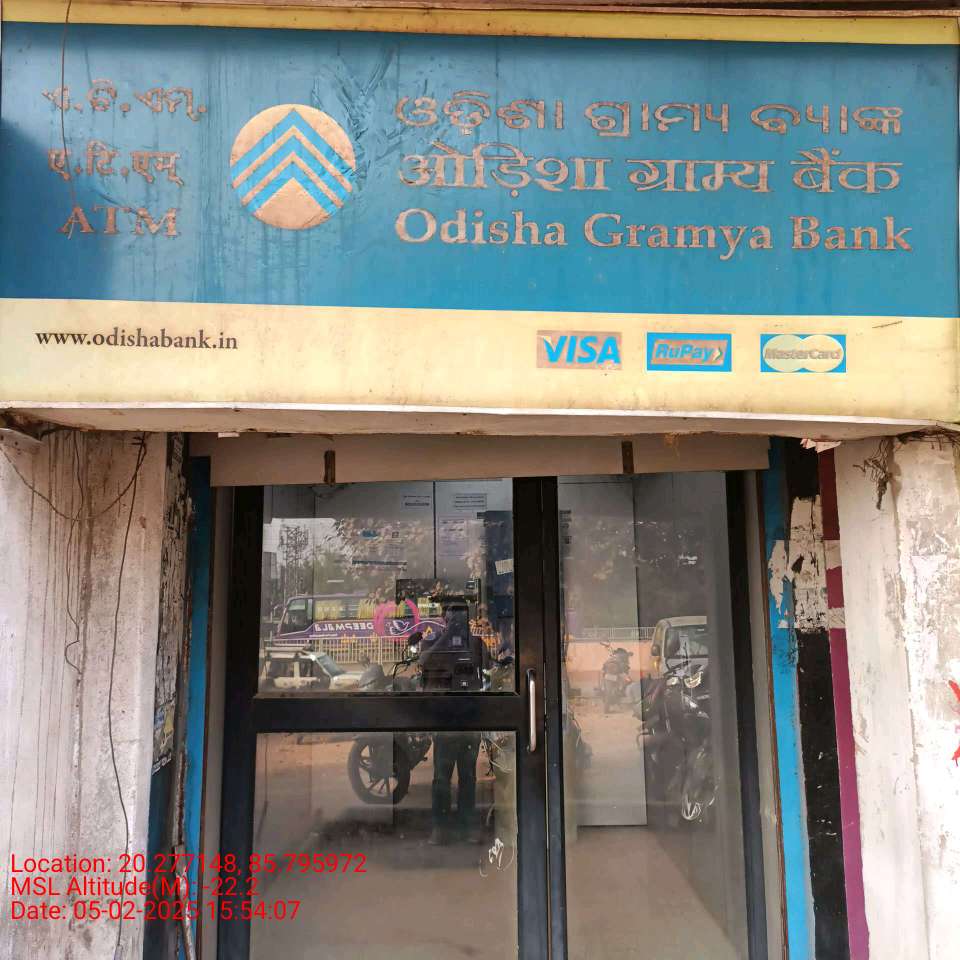 ଏ.ଟି.ଏମ୍.
ए.टि.एम्
ATM
ଓଡ଼ିଶା ଗ୍ରାମ୍ୟ ବ୍ୟାଙ୍କ
ओड़िशा ग्राम्य बैंक
Odisha Gramya Bank
www.odishabank.in
VISA
RuPay
MasterCard
DEEPMALA
Location: 20.277148, 85.795972
MSL Altitude(M): -22.2
Date: 05-02-2025 15:54:07